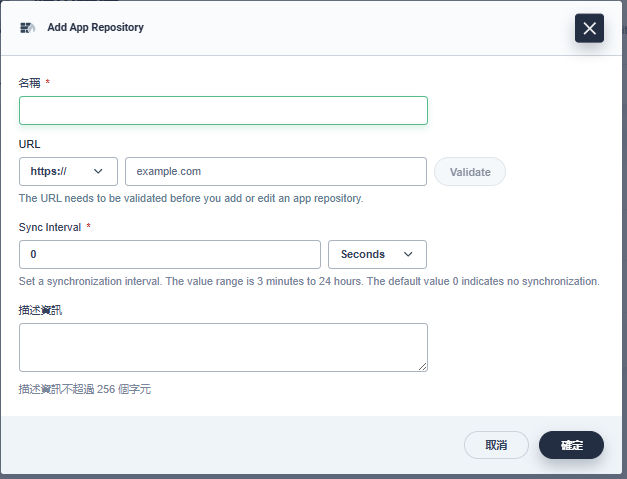 Add App Repository
名稱 *
URL
https://
example.com
Validate
The URL needs to be validated before you add or edit an app repository.
Sync Interval *
0
Seconds
Set a synchronization interval. The value range is 3 minutes to 24 hours. The default value 0 indicates no synchronization.
描述資訊
描述資訊不超過 256 個字元
取消
確定